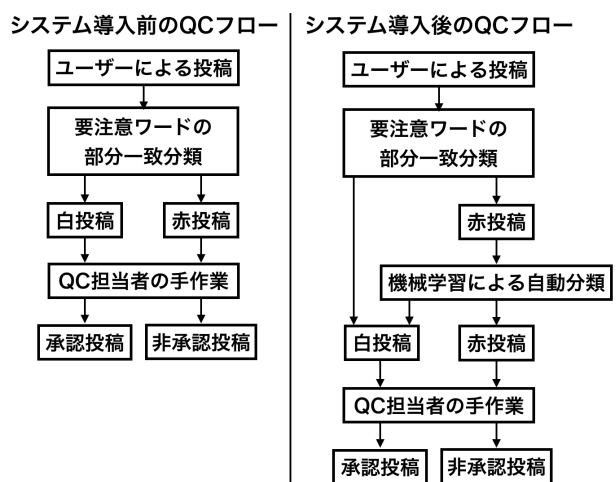 システム導入前のQCフロー
ユーザーによる投稿
要注意ワードの
部分一致分類
白投稿
赤投稿
QC担当者の手作業
承認投稿
非承認投稿
システム導入後のQCフロー
ユーザーによる投稿
要注意ワードの
部分一致分類
赤投稿
機械学習による自動分類
白投稿
赤投稿
QC担当者の手作業
承認投稿
非承認投稿